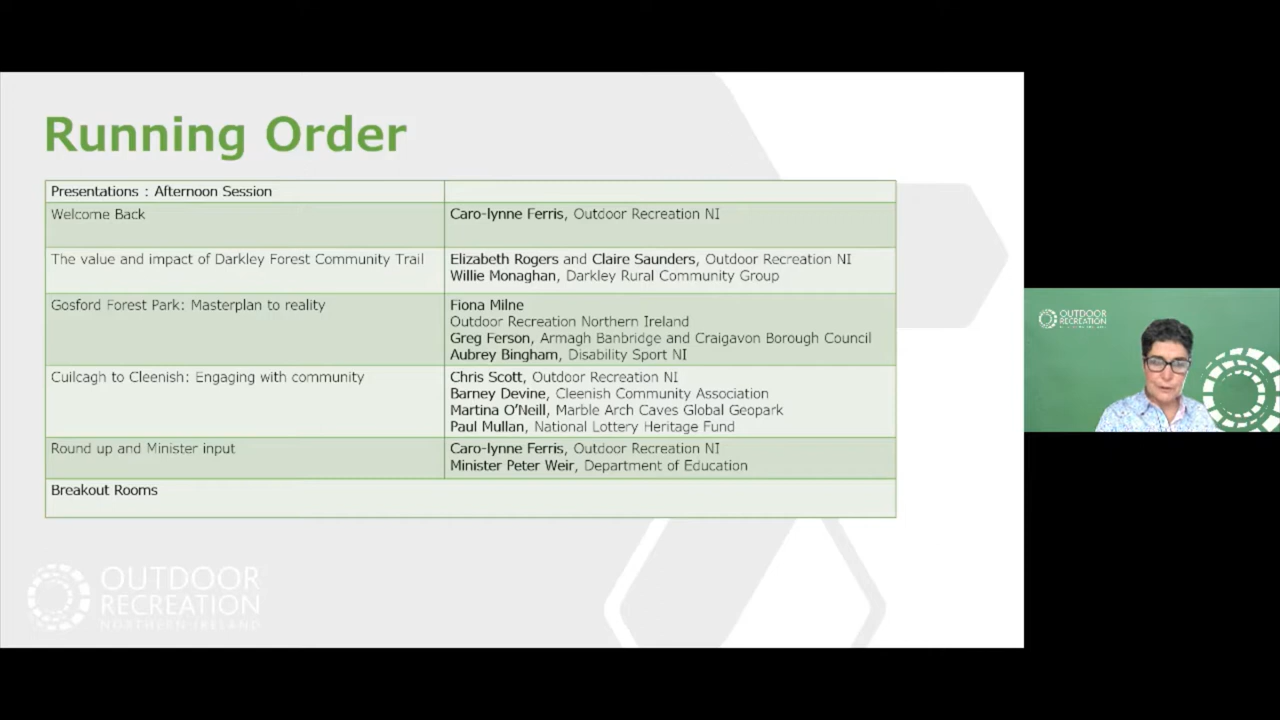 Running Order
Presentations : Afternoon Session
Welcome Back
Caro-lynne Ferris, Outdoor Recreation NI
The value and impact of Darkley Forest Community Trail
Elizabeth Rogers and Claire Saunders, Outdoor Recreation NI
Willie Monaghan, Darkley Rural Community Group
Gosford Forest Park: Masterplan to reality
Fiona Milne
Outdoor Recreation Northern Ireland
Greg Ferson, Armagh Banbridge and Craigavon Borough Council
Aubrey Bingham, Disability Sport NI
Cuilcagh to Cleenish: Engaging with community
Chris Scott, Outdoor Recreation NI
Barney Devine, Cleenish Community Association
Martina O'Neill, Marble Arch Caves Global Geopark
Paul Mullan, National Lottery Heritage Fund
Round up and Minister input
Caro-lynne Ferris, Outdoor Recreation NI
Minister Peter Weir, Department of Education
Breakout Rooms
OUTDOOR
RECREATION
NORTHERN IRELAND
OUTDOOR
RECREATION